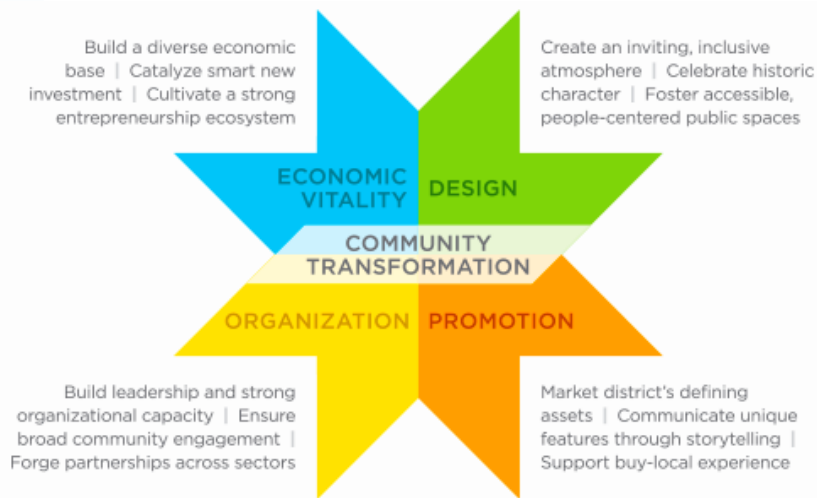 Build a diverse economic
base | Catalyze smart new
investment | Cultivate a strong
entrepreneurship ecosystem
Create an inviting, inclusive
atmosphere | Celebrate historic
character | Foster accessible,
people-centered public spaces
ECONOMIC
VITALITY
DESIGN
COMMUNITY
TRANSFORMATION
ORGANIZATION
PROMOTION
Build leadership and strong
organizational capacity | Ensure
broad community engagement |
Forge partnerships across sectors
Market district's defining
assets | Communicate unique
features through storytelling |
Support buy-local experience